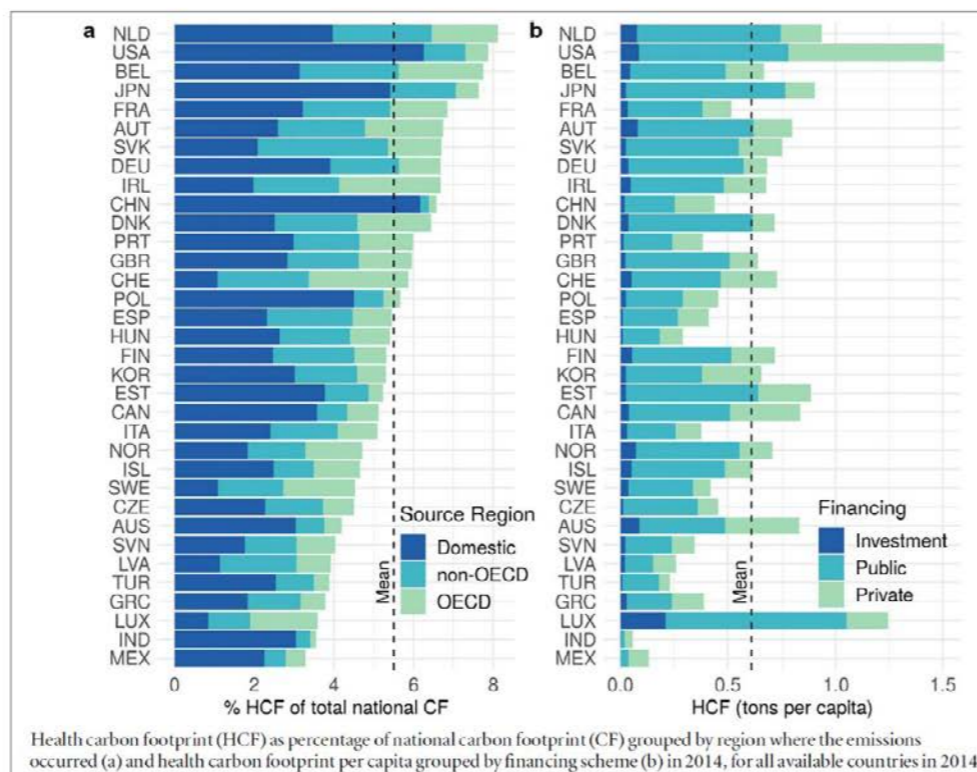 a
NLD
USA
BEL
JPN
FRA
AUT
SVK
DEU
IRL
CHN
DNK
PRT
GBR
CHE
POL
ESP
HUN
FIN
KOR
EST
CAN
ITA
NOR
ISL
SWE
CZE
AUS
SVN
LVA
TUR
GRC
LUX
IND
MEX
Mean
Source Region
Domestic
non-OECD
OECD
0 2 4 6 8
% HCF of total national CF
b
NLD
USA
BEL
JPN
FRA
AUT
SVK
DEU
IRL
CHN
DNK
PRT
GBR
CHE
POL
ESP
HUN
FIN
KOR
EST
CAN
ITA
NOR
ISL
SWE
CZE
AUS
SVN
LVA
TUR
GRC
LUX
IND
MEX
Mean
Financing
Investment
Public
Private
0.0 0.5 1.0 1.5
HCF (tons per capita)
Health carbon footprint (HCF) as percentage of national carbon footprint (CF) grouped by region where the emissions
occurred (a) and health carbon footprint per capita grouped by financing scheme (b) in 2014, for all available countries in 2014